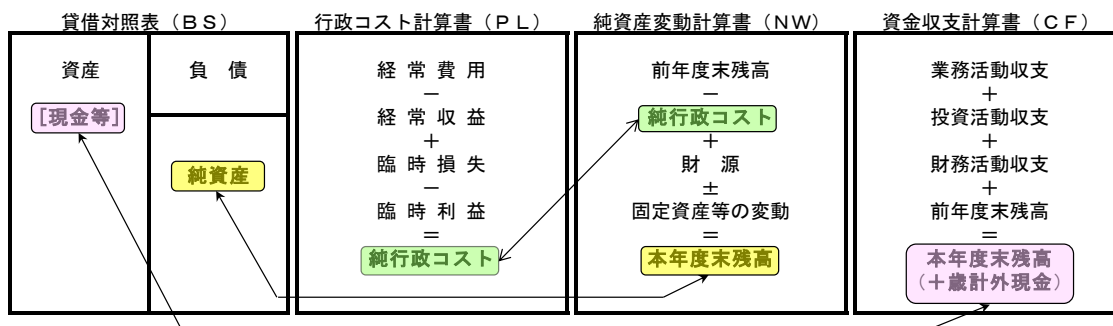 貸借対照表（ＢＳ）
資産
［現金等］
負　債
純資産
行政コスト計算書（ＰＬ）
経 常 費 用
－
経 常 収 益
＋
臨 時 損 失
－
臨 時 利 益
＝
純行政コスト
純資産変動計算書（ＮＷ）
前年度末残高
－
純行政コスト
＋
財　源
±
固定資産等の変動
＝
本年度末残高
資金収支計算書（ＣＦ）
業務活動収支
＋
投資活動収支
＋
財務活動収支
＋
前年度末残高
＝
本年度末残高
（＋歳計外現金）